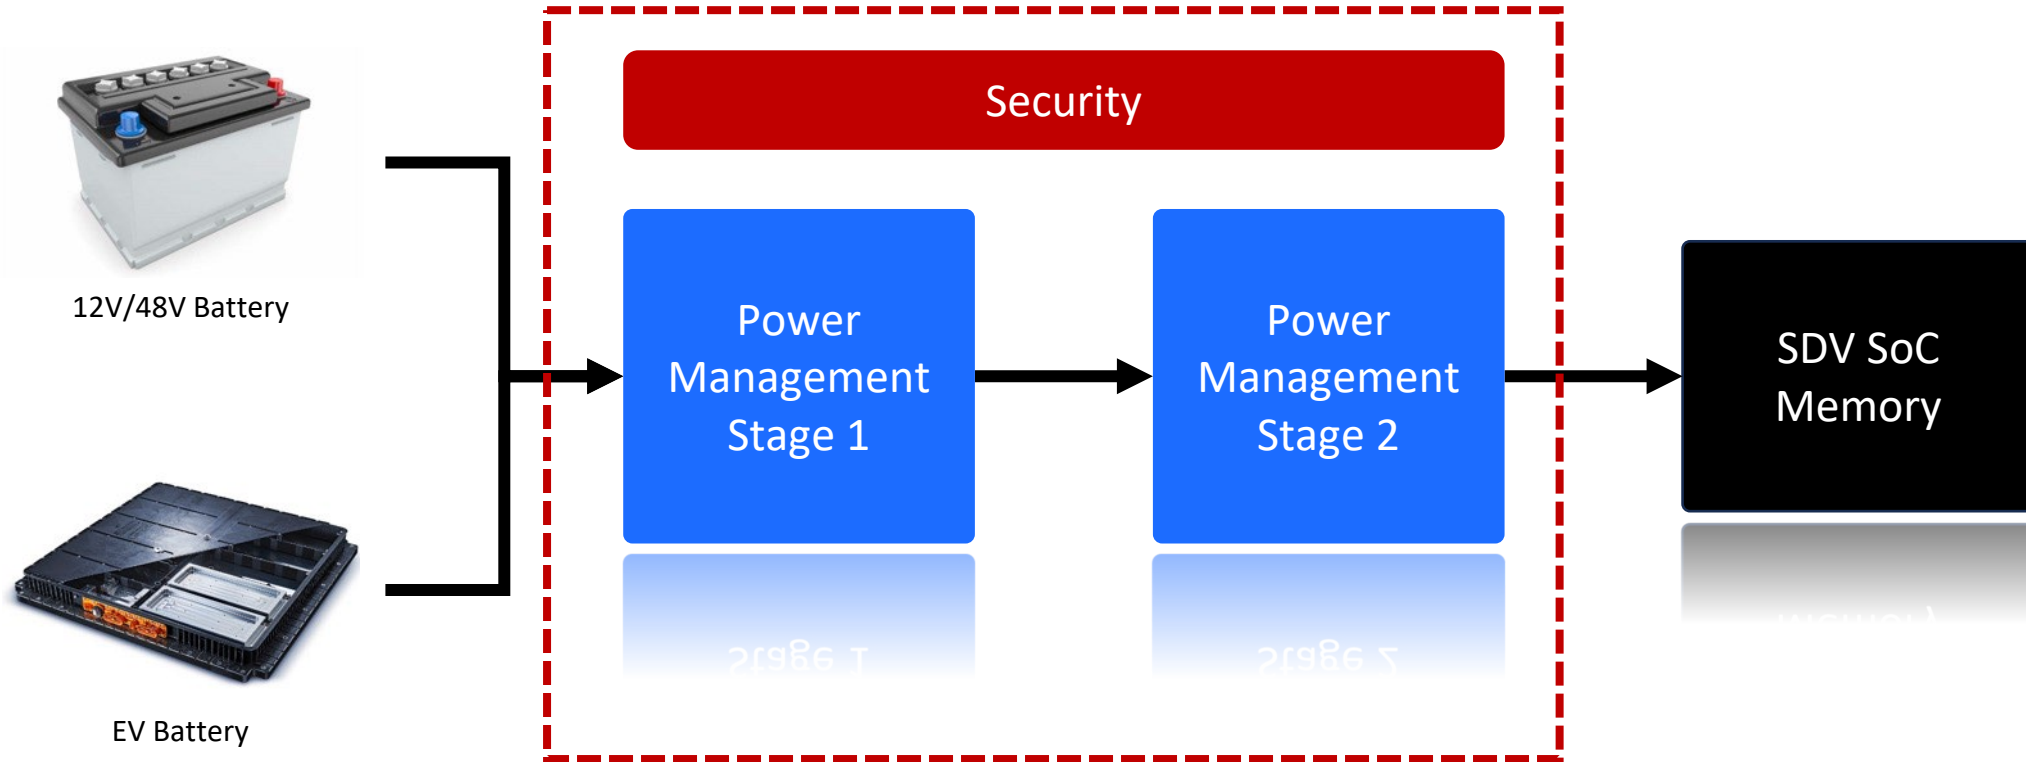 Security
12V/48V Battery
Power
Management
Stage 1
Power
Management
Stage 2
SDV SoC
Memory
EV Battery